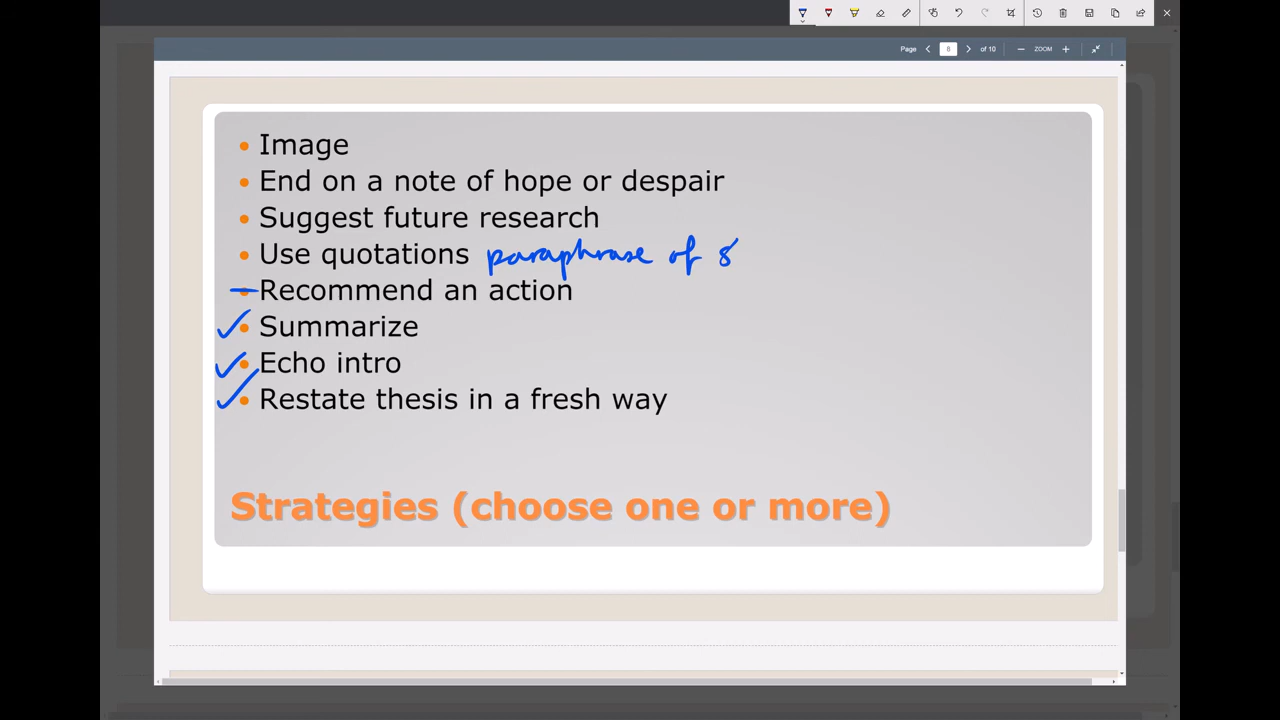 Page 8 of 10 ZOOM
Image
End on a note of hope or despair
Suggest future research
Use quotations paraphrase of
Recommend an action
Summarize
Echo intro
Restate thesis in a fresh way
Strategies (choose one or more)